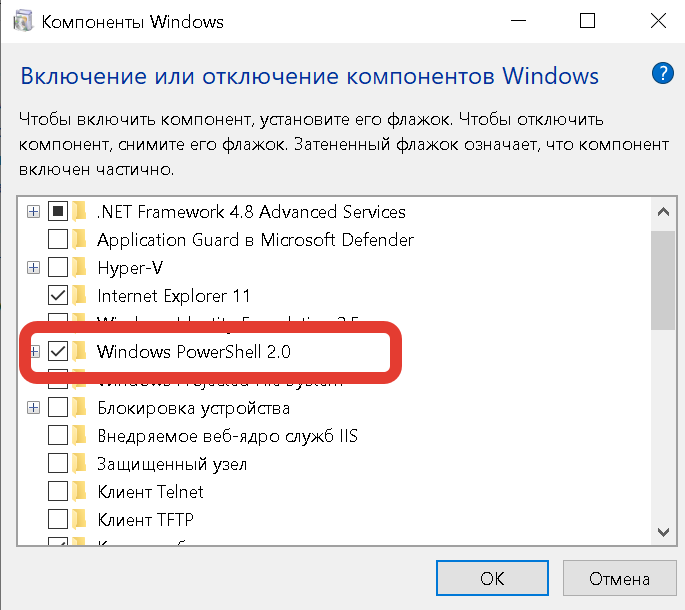 Компоненты Windows
Включение или отключение компонентов Windows
?
Чтобы включить компонент, установите его флажок. Чтобы отключить
компонент, снимите его флажок. Затененный флажок означает, что компонент
включен частично.
.NET Framework 4.8 Advanced Services
Application Guard в Microsoft Defender
Hyper-V
Internet Explorer 11
Windows Identity Foundation 3.5
Windows PowerShell 2.0
Windows Projected File System
Блокировка устройства
Внедряемое веб-ядро служб IIS
Защищенный узел
Клиент Telnet
Клиент TFTP
ОК
Отмена